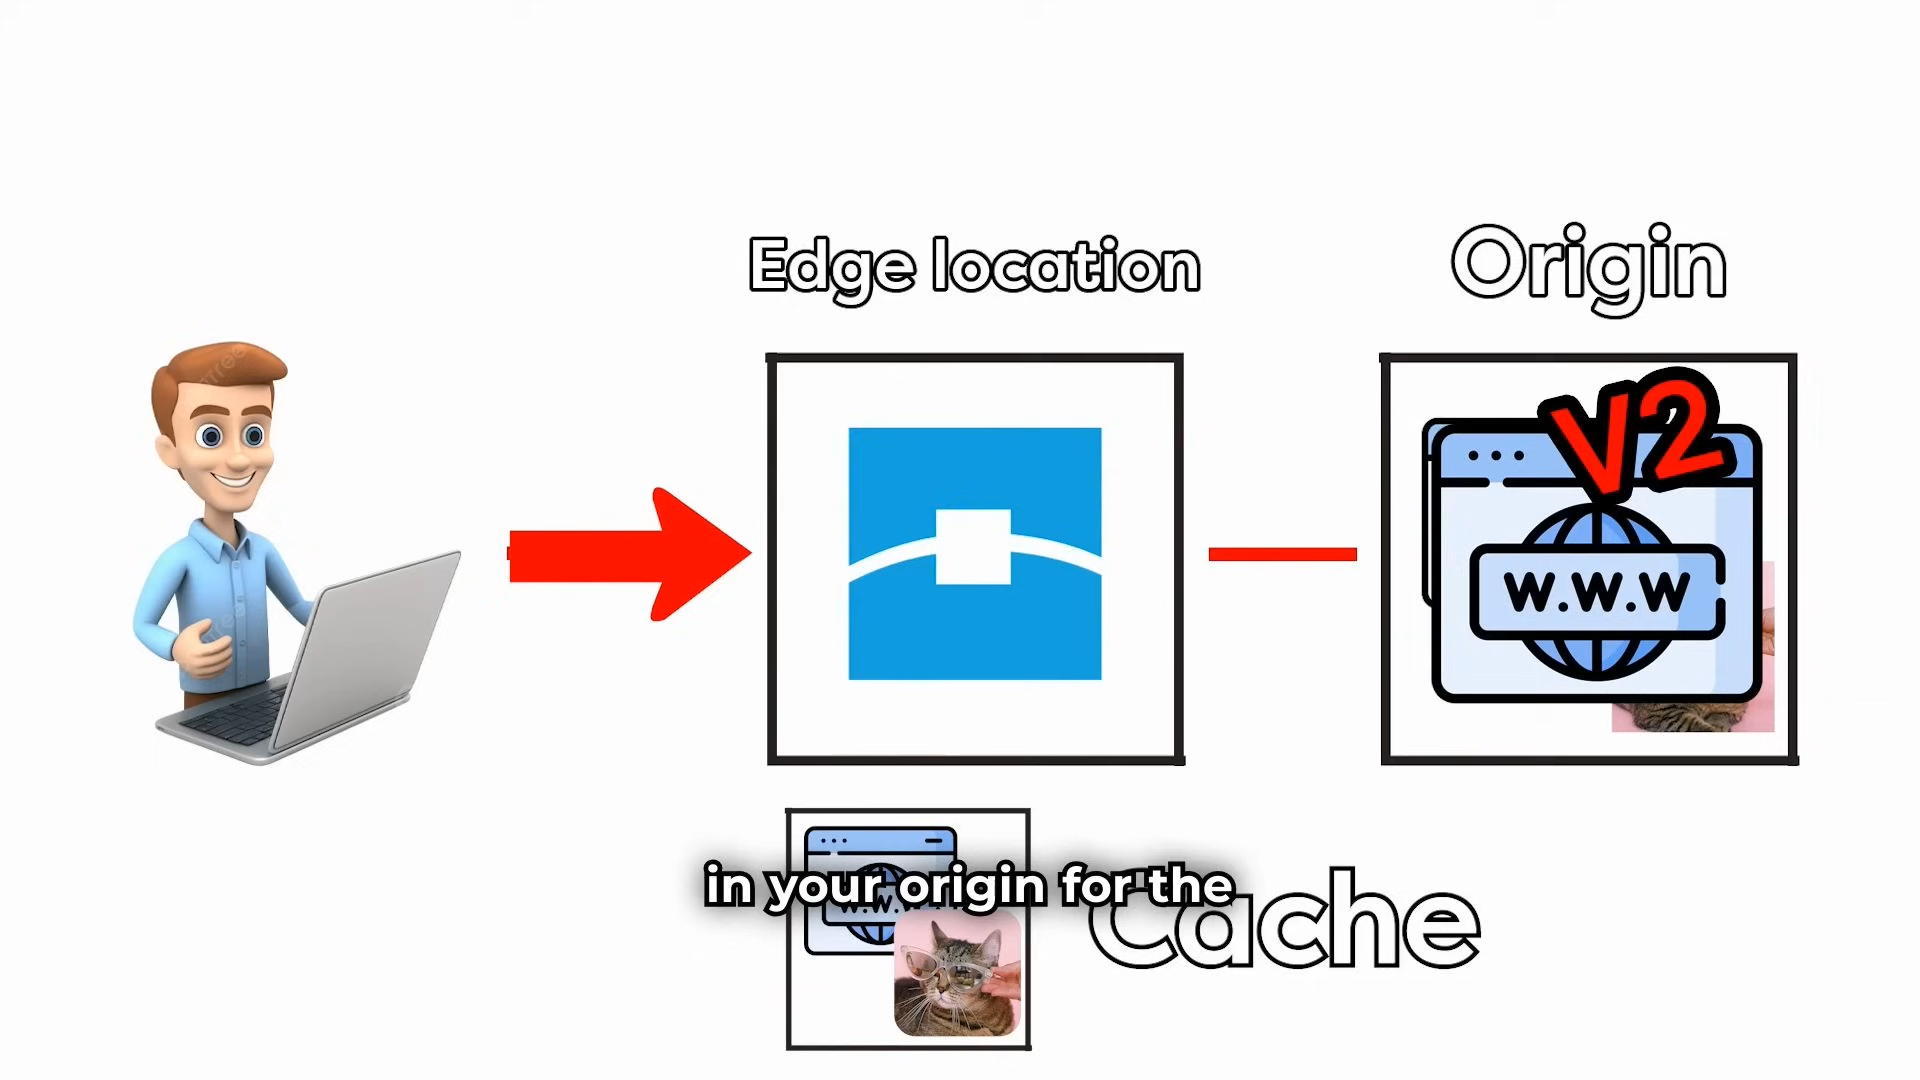 Edge location
Origin
V2
W.W.W
in your origin for the
Cache